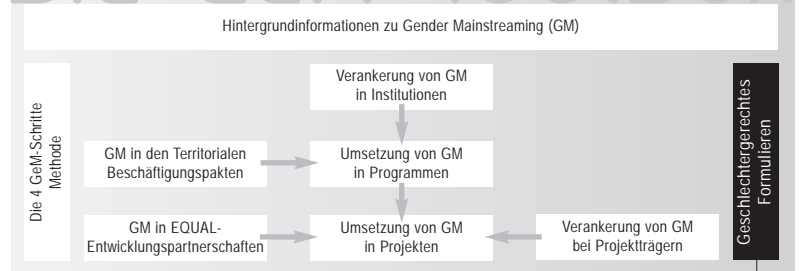 Hintergrundinformationen zu Gender Mainstreaming (GM)
Die 4 GeM-Schritte
Methode
Verankerung von GM
in Institutionen
GM in den Territorialen
Beschäftigungspakten
Umsetzung von GM
in Programmen
GM in EQUAL-
Entwicklungspartnerschaften
Umsetzung von GM
in Projekten
Verankerung von GM
bei Projektträgern
Geschlechtergerechtes
Formulieren